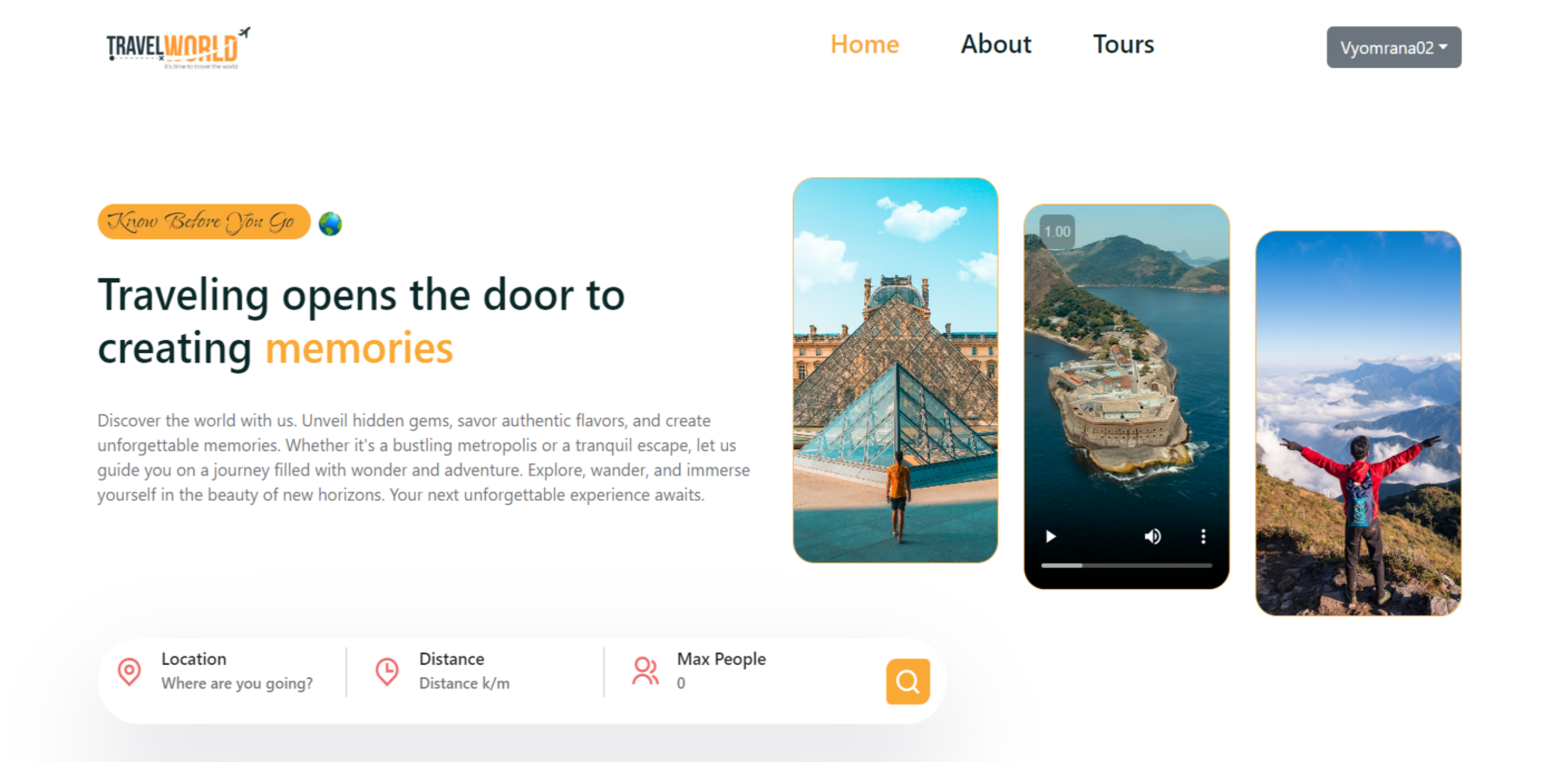 TRAVELWORLD
It's time to travel the world
Home
About
Tours
Vyomrana02
Know Before You Go
Traveling opens the door to
creating memories
Discover the world with us. Unveil hidden gems, savor authentic flavors, and create
unforgettable memories. Whether it's a bustling metropolis or a tranquil escape, let us
guide you on a journey filled with wonder and adventure. Explore, wander, and immerse
yourself in the beauty of new horizons. Your next unforgettable experience awaits.
1.00
Location
Where are you going?
Distance
Distance k/m
Max People
0